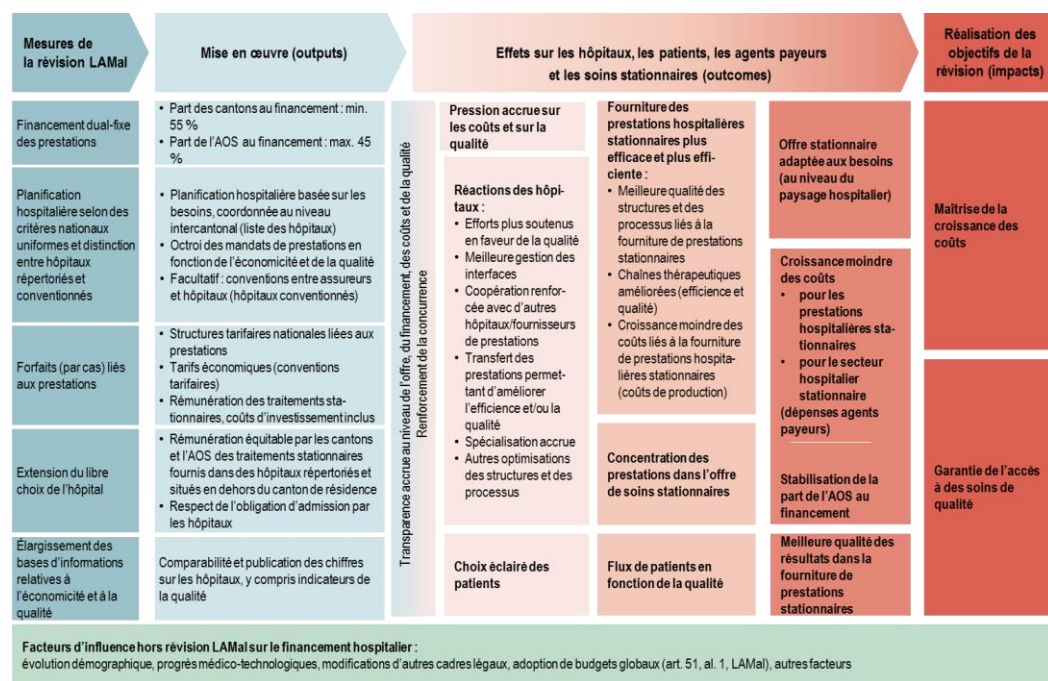 Mesures de
la révision LAMal
Mise en œuvre (outputs)
Effets sur les hôpitaux, les patients, les agents payeurs
et les soins stationnaires (outcomes)
Réalisation des
objectifs de la
révision (impacts)
Financement dual-fixe
des prestations
• Part des cantons au financement : min.
55 %
• Part de l’AOS au financement : max. 45
%
Planification
hospitalière selon des
critères nationaux
uniformes et distinction
entre hôpitaux
répertoriés et
conventionnés
• Planification hospitalière basée sur les
besoins, coordonnée au niveau
intercantonal (liste des hôpitaux)
• Octroi des mandats de prestations en
fonction de l’économicité et de la qualité
• Facultatif : conventions entre assureurs
et hôpitaux (hôpitaux conventionnés)
Forfaits (par cas) liés
aux prestations
• Structures tarifaires nationales liées aux
prestations
• Tarifs économiques (conventions
tarifaires)
• Rémunération des traitements sta-
tionnaires, coûts d’investissement inclus
Extension du libre
choix de l’hôpital
• Rémunération équitable par les cantons
et l’AOS des traitements stationnaires
fournis dans des hôpitaux répertoriés et
situés en dehors du canton de résidence
• Respect de l’obligation d’admission par
les hôpitaux
Élargissement des
bases d’informations
relatives à
l’économicité et à la
qualité
Comparabilité et publication des chiffres
sur les hôpitaux, y compris indicateurs de
la qualité
Transparence accrue au niveau de l’offre, du financement, des coûts et de la qualité
Renforcement de la concurrence
Pression accrue sur
les coûts et sur la
qualité
Réactions des hôpi-
taux :
• Efforts plus soutenus
en faveur de la qualité
• Meilleure gestion des
interfaces
• Coopération renfor-
cée avec d’autres
hôpitaux/fournisseurs
de prestations
• Transfert des
prestations permet-
tant d’améliorer
l’efficience et/ou la
qualité
• Spécialisation accrue
• Autres optimisations
des structures et des
processus
Choix éclairé des
patients
Fourniture des
prestations hospitalières
stationnaires plus
efficace et plus effi-
ciente :
• Meilleure qualité des
structures et des
processus liés à la
fourniture de prestations
stationnaires
• Chaînes thérapeutiques
améliorées (efficience et
qualité)
• Croissance moindre des
coûts liés à la fourniture
de prestations hospita-
lières stationnaires
(coûts de production)
Concentration des
prestations dans l’offre
de soins stationnaires
Flux de patients en
fonction de la qualité
Offre stationnaire
adaptée aux besoins
(au niveau du
paysage hospitalier)
Croissance moindre
des coûts
• pour les
prestations
hospitalières sta-
tionnaires
• pour le secteur
hospitalier
stationnaire
(dépenses agents
payeurs)
Stabilisation de la
part de l’AOS au
financement
Meilleure qualité des
résultats dans la
fourniture de
prestations
stationnaires
Maîtrise de la
croissance des
coûts
Garantie de l’accès
à des soins de
qualité
Facteurs d’influence hors révision LAMal sur le financement hospitalier :
évolution démographique, progrès médico-technologiques, modifications d’autres cadres légaux, adoption de budgets globaux (art. 51, al. 1, LAMal), autres facteurs